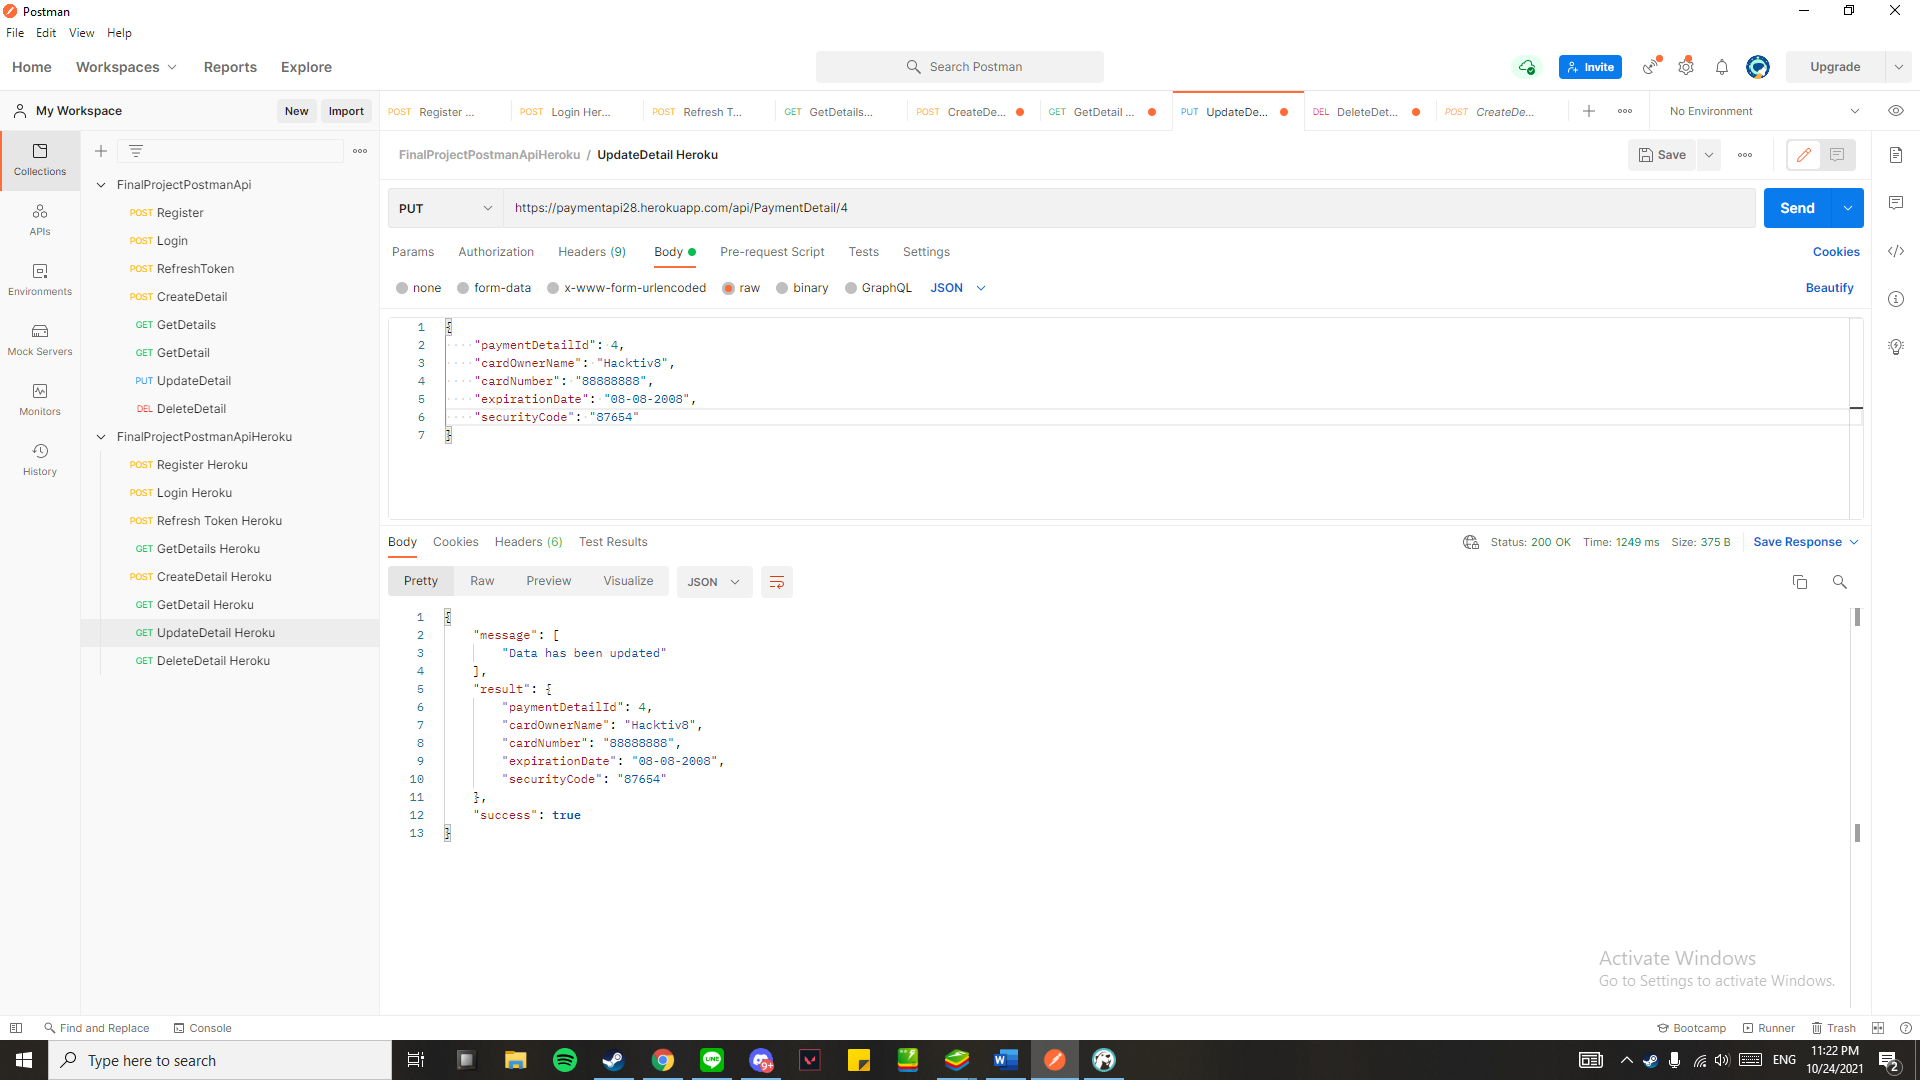 Postman
File Edit View Help
Home Workspaces Reports Explore
Search Postman
Invite
Upgrade
My Workspace New Import
POST Register ... POST Login Her... POST Refresh T... GET GetDetails... POST CreateDe... GET GetDetail ... PUT UpdateDe... DEL DeleteDet... POST CreateDe... No Environment
Collections
APIs
Environments
Mock Servers
Monitors
History
FinalProjectPostmanApi
POST Register
POST Login
POST RefreshToken
POST CreateDetail
GET GetDetails
GET GetDetail
PUT UpdateDetail
DEL DeleteDetail
FinalProjectPostmanApiHeroku
POST Register Heroku
POST Login Heroku
POST Refresh Token Heroku
GET GetDetails Heroku
POST CreateDetail Heroku
GET GetDetail Heroku
GET UpdateDetail Heroku
GET DeleteDetail Heroku
FinalProjectPostmanApiHeroku / UpdateDetail Heroku
Save
PUT https://paymentapi28.herokuapp.com/api/PaymentDetail/4 Send
Params Authorization Headers (9) Body Pre-request Script Tests Settings Cookies
none form-data x-www-form-urlencoded raw binary GraphQL JSON Beautify
1 {
2 "paymentDetailId": 4,
3 "cardOwnerName": "Hacktiv8",
4 "cardNumber": "88888888",
5 "expirationDate": "08-08-2008",
6 "securityCode": "87654"
7 }
Body Cookies Headers (6) Test Results Status: 200 OK Time: 1249 ms Size: 375 B Save Response
Pretty Raw Preview Visualize JSON
1 {
2 "message": [
3 "Data has been updated"
4 ],
5 "result": {
6 "paymentDetailId": 4,
7 "cardOwnerName": "Hacktiv8",
8 "cardNumber": "88888888",
9 "expirationDate": "08-08-2008",
10 "securityCode": "87654"
11 },
12 "success": true
13 }
Activate Windows
Go to Settings to activate Windows.
Find and Replace Console
Bootcamp Runner Trash
Type here to search
LINE
9+
ENG
11:22 PM
10/24/2021
2